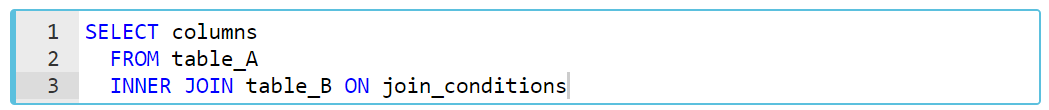 1 SELECT columns
2 FROM table_A
3 INNER JOIN table_B ON join_conditions